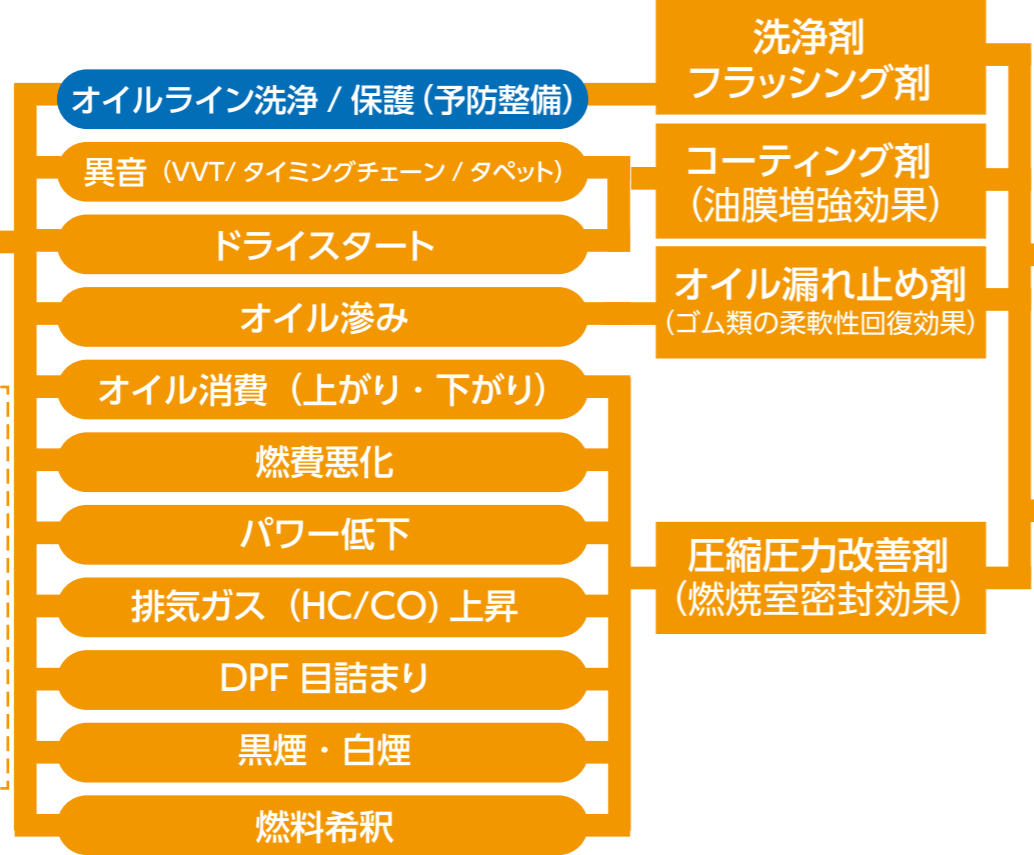 オイルライン洗浄 / 保護（予防整備）
異音（VVT/ タイミングチェーン / タペット）
ドライスタート
オイル滲み
オイル消費（上がり・下がり）
燃費悪化
パワー低下
排気ガス（HC/CO) 上昇
DPF 目詰まり
黒煙・白煙
燃料希釈
洗浄剤
フラッシング剤
コーティング剤
（油膜増強効果）
オイル漏れ止め剤
（ゴム類の柔軟性回復効果）
圧縮圧力改善剤
（燃焼室密封効果）